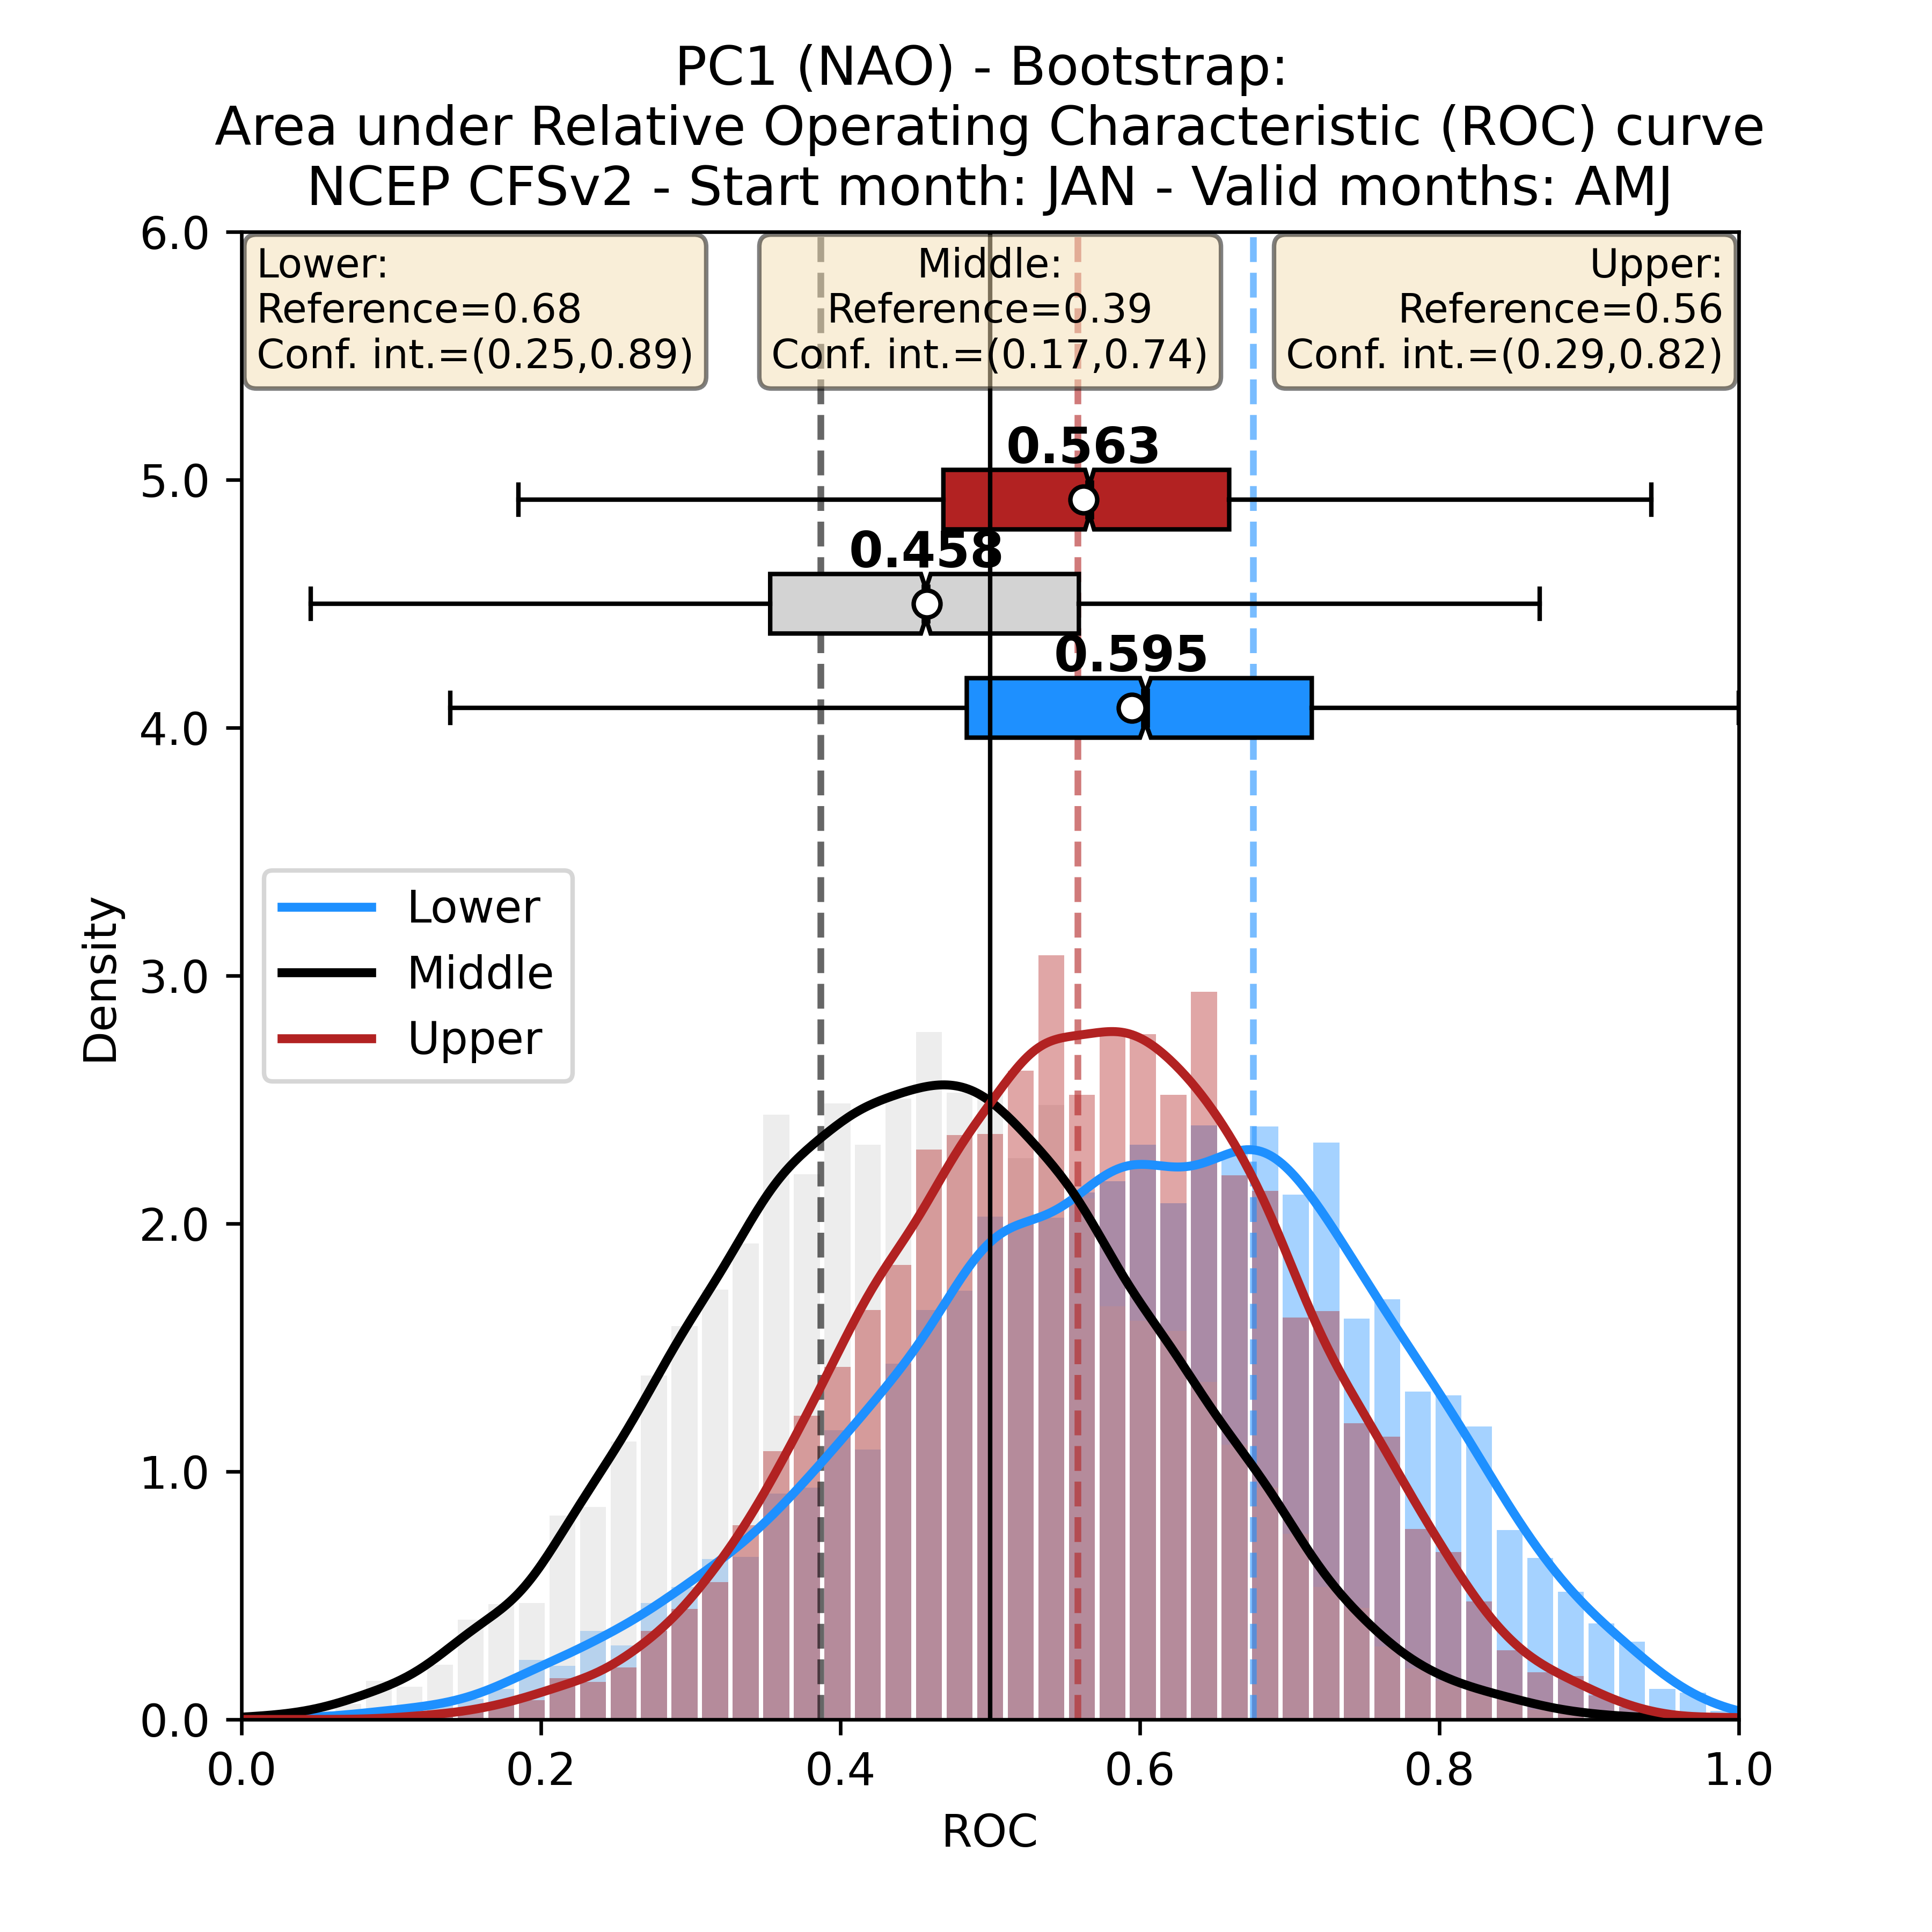 PC1 (NAO) - Bootstrap:
Area under Relative Operating Characteristic (ROC) curve
NCEP CFSv2 - Start month: JAN - Valid months: AMJ
6.0
Lower:
Reference=0.68
Conf. int.=(0.25,0.89)
Middle:
Reference=0.39
Conf. int.=(0.17,0.74)
Upper:
Reference=0.56
Conf. int.=(0.29,0.82)
0.563
5.0
0.458
0.595
4.0
Lower
Middle
Upper
Density
3.0
2.0
1.0
0.0
0.0
0.2
0.4
0.6
0.8
1.0
ROC